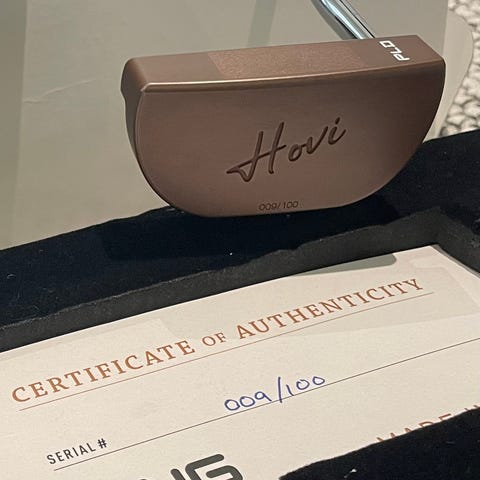 PLD
Hovi
009/100
CERTIFICATE OF AUTHENTICITY
SERIAL # 009/100